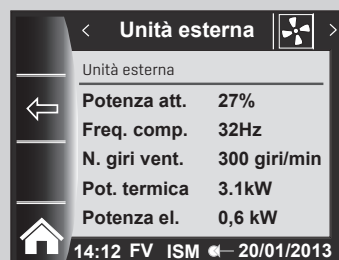 < Unità esterna >
Unità esterna
Potenza att. 27%
Freq. comp. 32Hz
N. giri vent. 300 giri/min
Pot. termica 3.1kW
Potenza el. 0,6 kW
14:12 FV ISM 20/01/2013